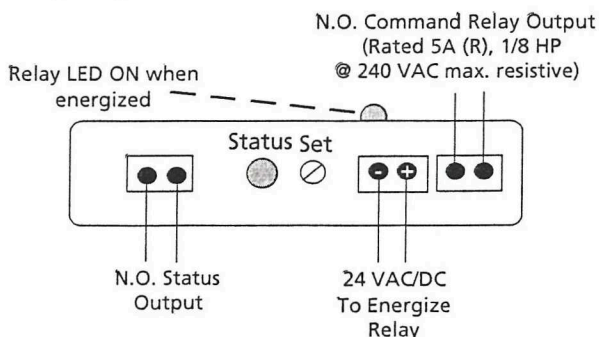 N.O. Command Relay Output
(Rated 5A (R), 1/8 HP
@ 240 VAC max. resistive)
Relay LED ON when
energized
Status Set
- +
N.O. Status
Output
24 VAC/DC
To Energize
Relay